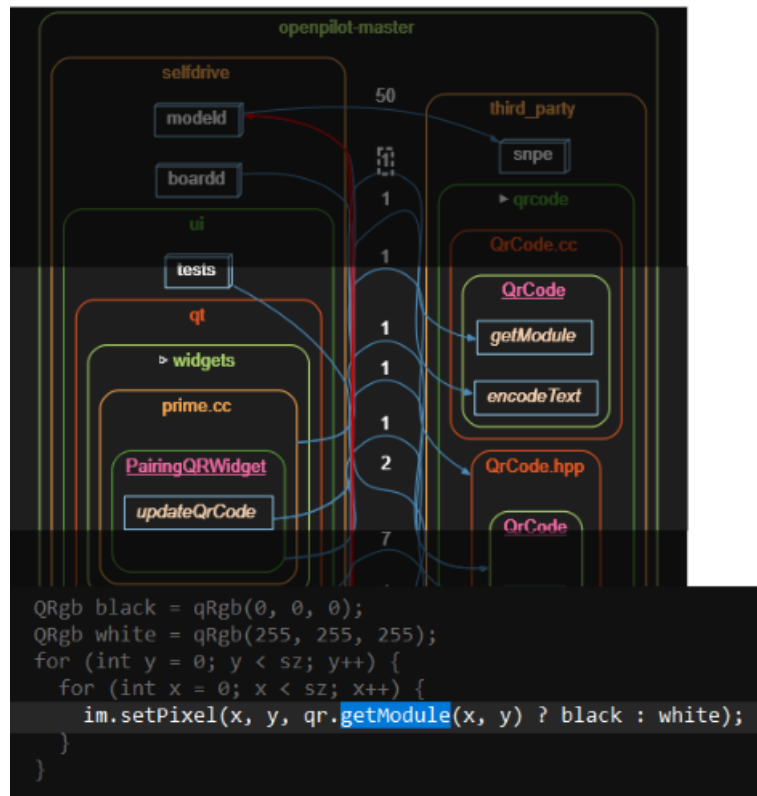 openpilot-master
selfdrive
modeld
boardd
ui
tests
qt
▹ widgets
prime.cc
PairingQRWidget
updateQrCode
50
1
1
1
1
1
1
2
7
third_party
snpe
▸ qrcode
QrCode.cc
QrCode
getModule
encodeText
QrCode.hpp
QrCode
QRgb black = qRgb(0, 0, 0);
QRgb white = qRgb(255, 255, 255);
for (int y = 0; y < sz; y++) {
  for (int x = 0; x < sz; x++) {
    im.setPixel(x, y, qr.getModule(x, y) ? black : white);
  }
}